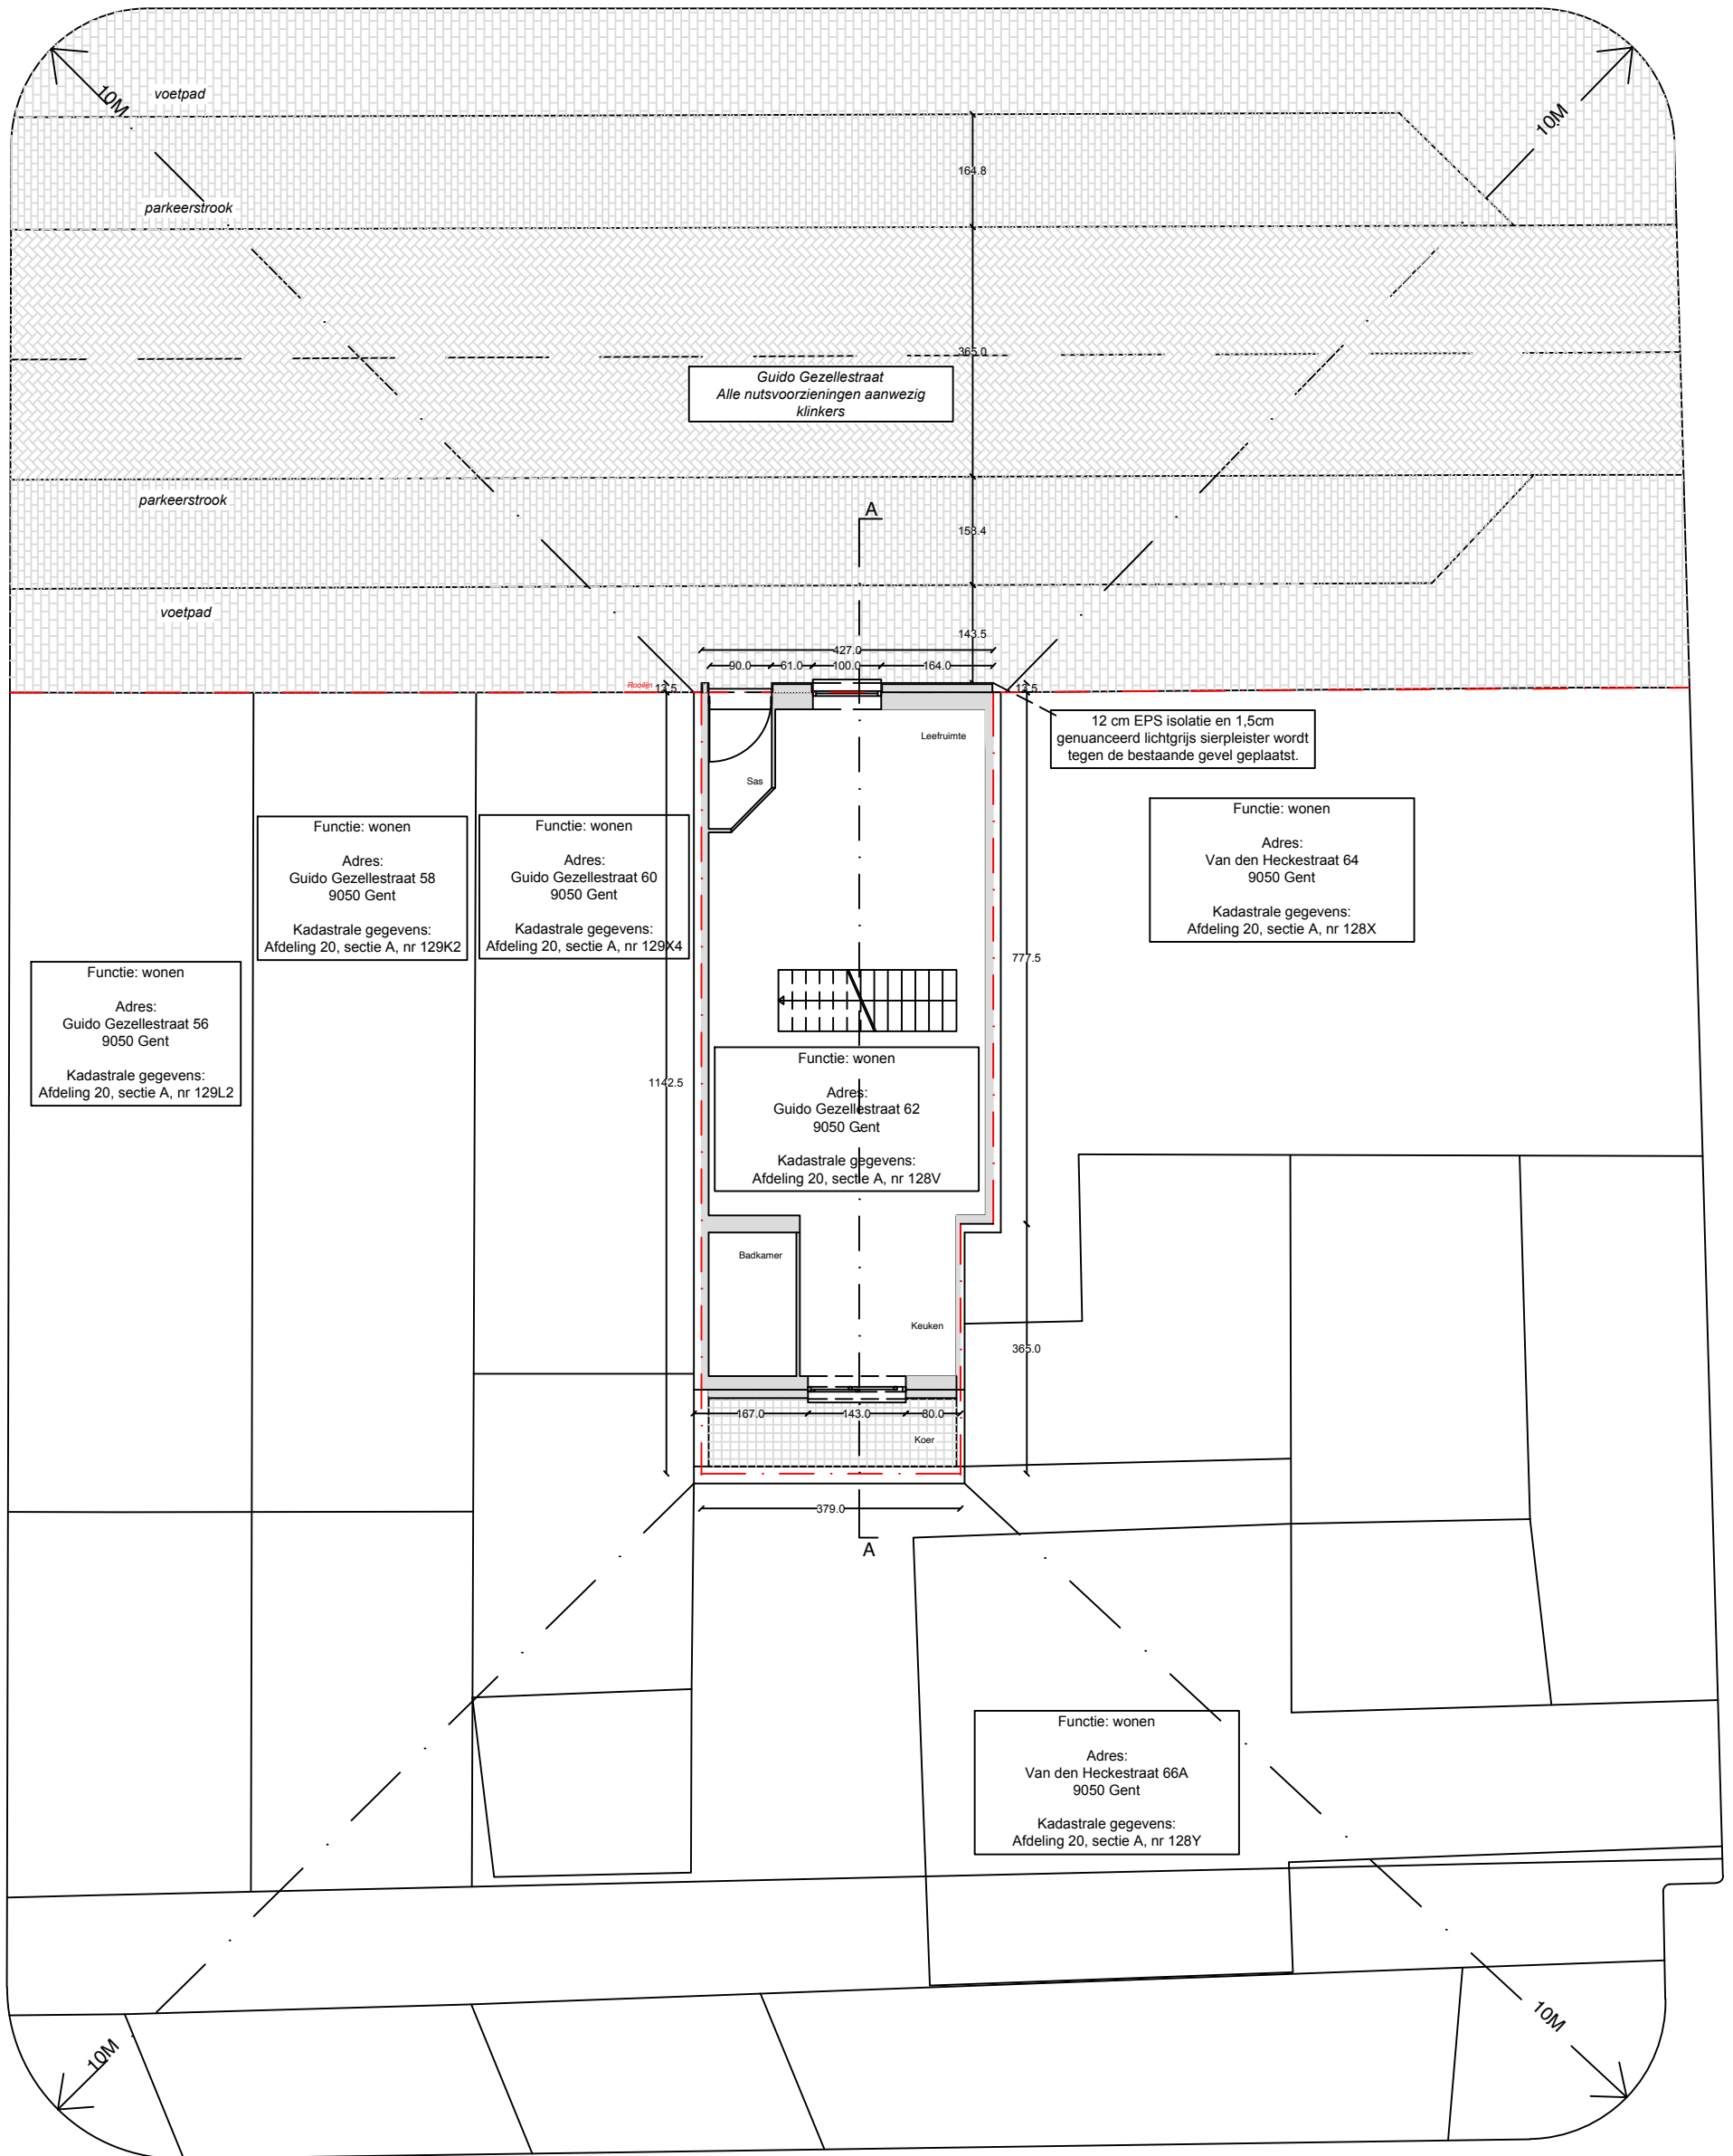 10M
voetpad
10M
164.8
parkeerstrook
365.0
Guido Gezellestraat
Alle nutsvoorzieningen aanwezig
klinkers
parkeerstrook
A
158.4
voetpad
143.5
427.0
90.0
61.0
100.0
164.0
Rooilijn
13.5
13.5
12 cm EPS isolatie en 1,5cm
genuanceerd lichtgrijs sierpleister wordt
tegen de bestaande gevel geplaatst.
Leefruimte
Sas
Functie: wonen
Adres:
Guido Gezellestraat 58
9050 Gent
Kadastrale gegevens:
Afdeling 20, sectie A, nr 129K2
Functie: wonen
Adres:
Guido Gezellestraat 60
9050 Gent
Kadastrale gegevens:
Afdeling 20, sectie A, nr 129X4
Functie: wonen
Adres:
Van den Heckestraat 64
9050 Gent
Kadastrale gegevens:
Afdeling 20, sectie A, nr 128X
Functie: wonen
Adres:
Guido Gezellestraat 56
9050 Gent
Kadastrale gegevens:
Afdeling 20, sectie A, nr 129L2
777.5
1142.5
Functie: wonen
Adres:
Guido Gezellestraat 62
9050 Gent
Kadastrale gegevens:
Afdeling 20, sectie A, nr 128V
Badkamer
Keuken
365.0
167.0
143.0
80.0
Koer
379.0
A
Functie: wonen
Adres:
Van den Heckestraat 66A
9050 Gent
Kadastrale gegevens:
Afdeling 20, sectie A, nr 128Y
10M
10M